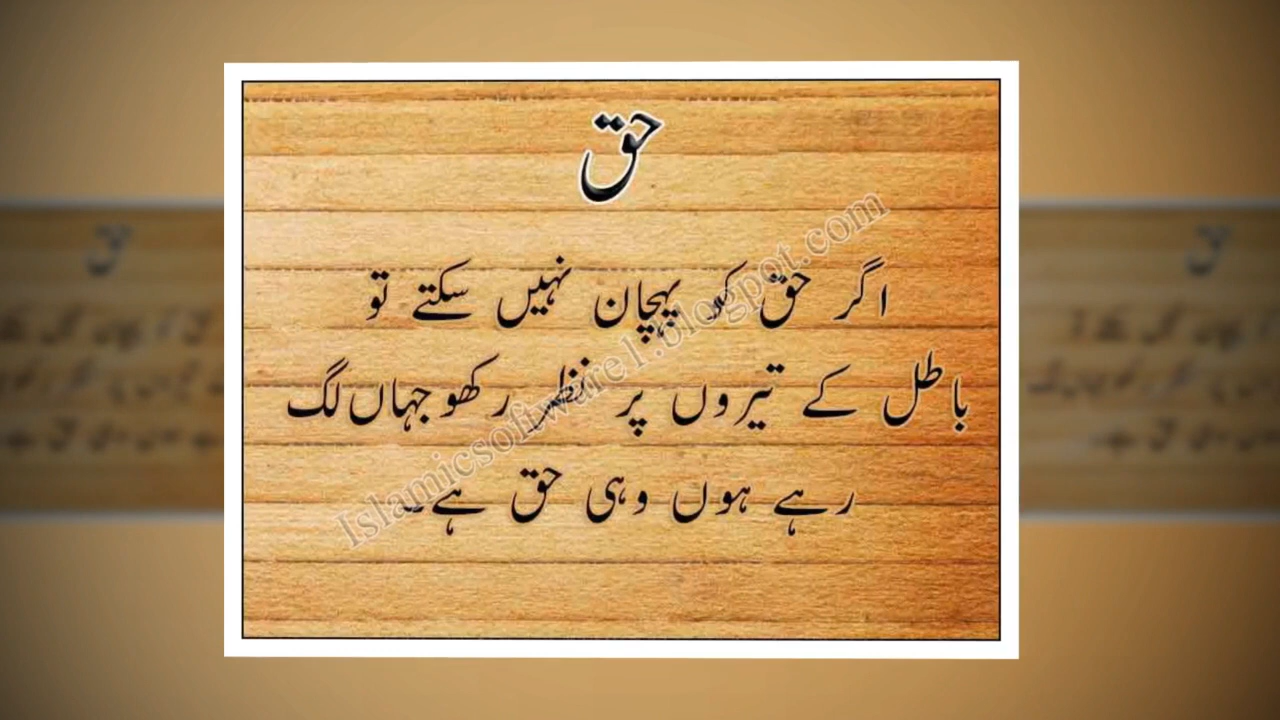 حق
اگر حق کو پہچان نہیں سکتے تو
باطل کے تیروں پر نظر رکھو جہاں لگ
رہے ہوں وہی حق ہے۔
Islamicsoftware1.blogpot.com